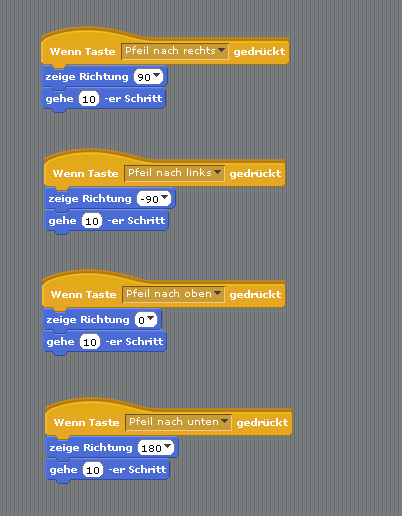 Wenn Taste Pfeil nach rechts gedrückt
zeige Richtung 90
gehe 10 -er Schritt
Wenn Taste Pfeil nach links gedrückt
zeige Richtung -90
gehe 10 -er Schritt
Wenn Taste Pfeil nach oben gedrückt
zeige Richtung 0
gehe 10 -er Schritt
Wenn Taste Pfeil nach unten gedrückt
zeige Richtung 180
gehe 10 -er Schritt